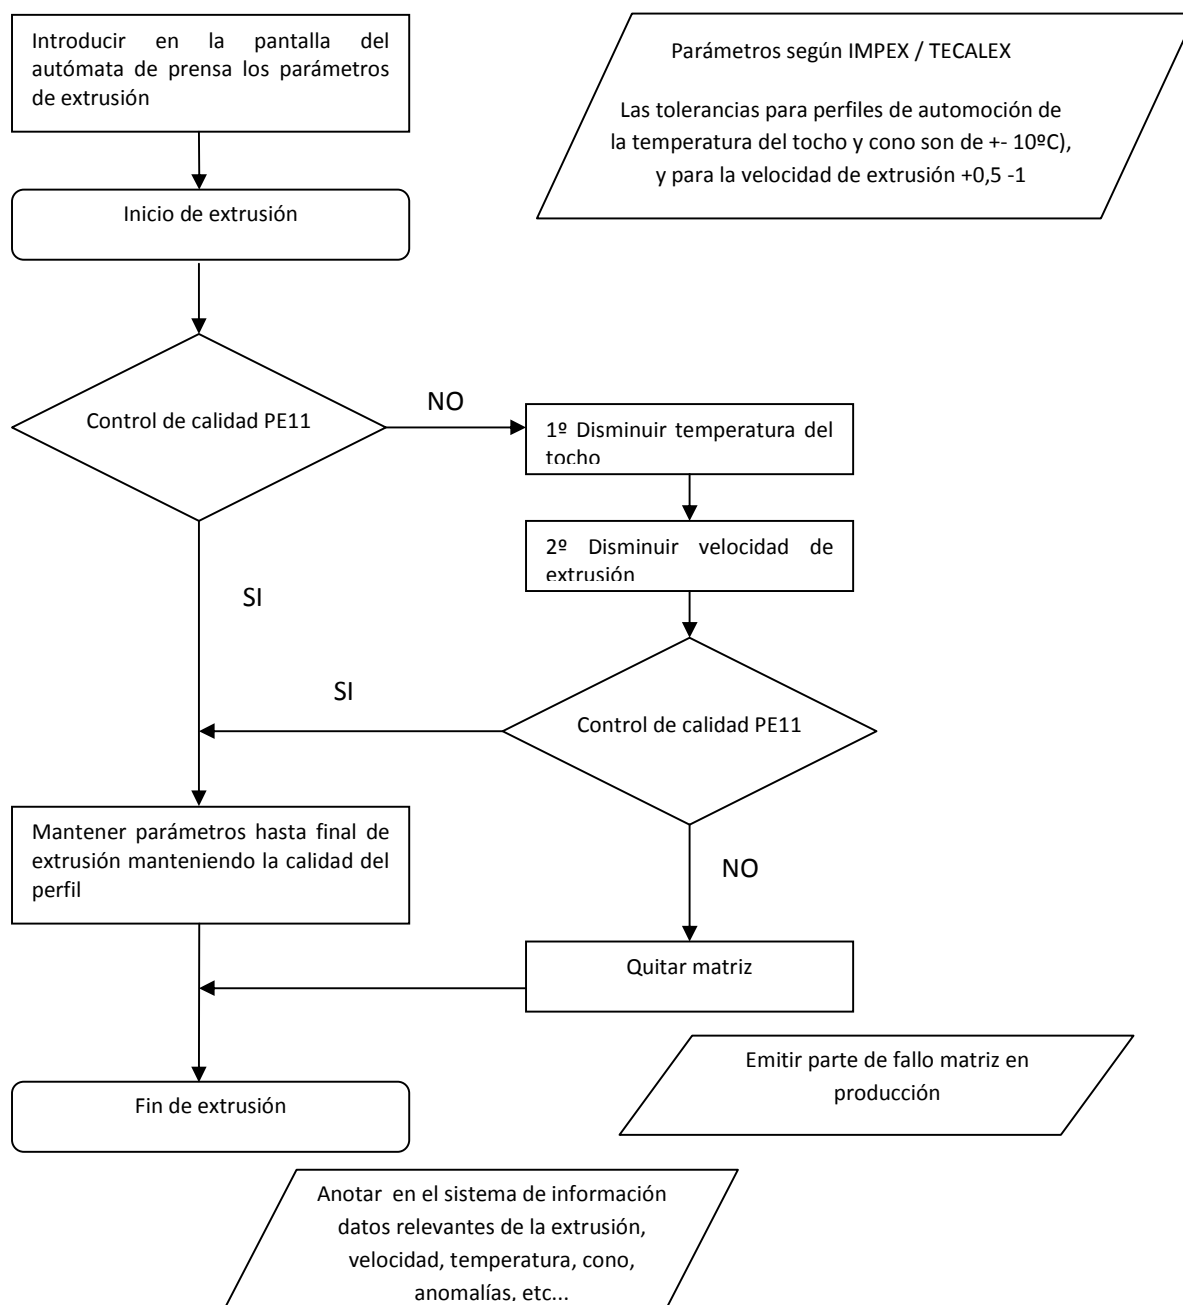 Introducir en la pantalla del
autómata de prensa los parámetros
de extrusión
Parámetros según IMPEX / TECALEX
Las tolerancias para perfiles de automoción de
la temperatura del tocho y cono son de +- 10ºC),
y para la velocidad de extrusión +0,5 -1
Inicio de extrusión
Control de calidad PE11
NO
1º Disminuir temperatura del
tocho
2º Disminuir velocidad de
extrusión
SI
SI
Control de calidad PE11
Mantener parámetros hasta final de
extrusión manteniendo la calidad del
perfil
NO
Quitar matriz
Emitir parte de fallo matriz en
producción
Fin de extrusión
Anotar en el sistema de información
datos relevantes de la extrusión,
velocidad, temperatura, cono,
anomalías, etc...